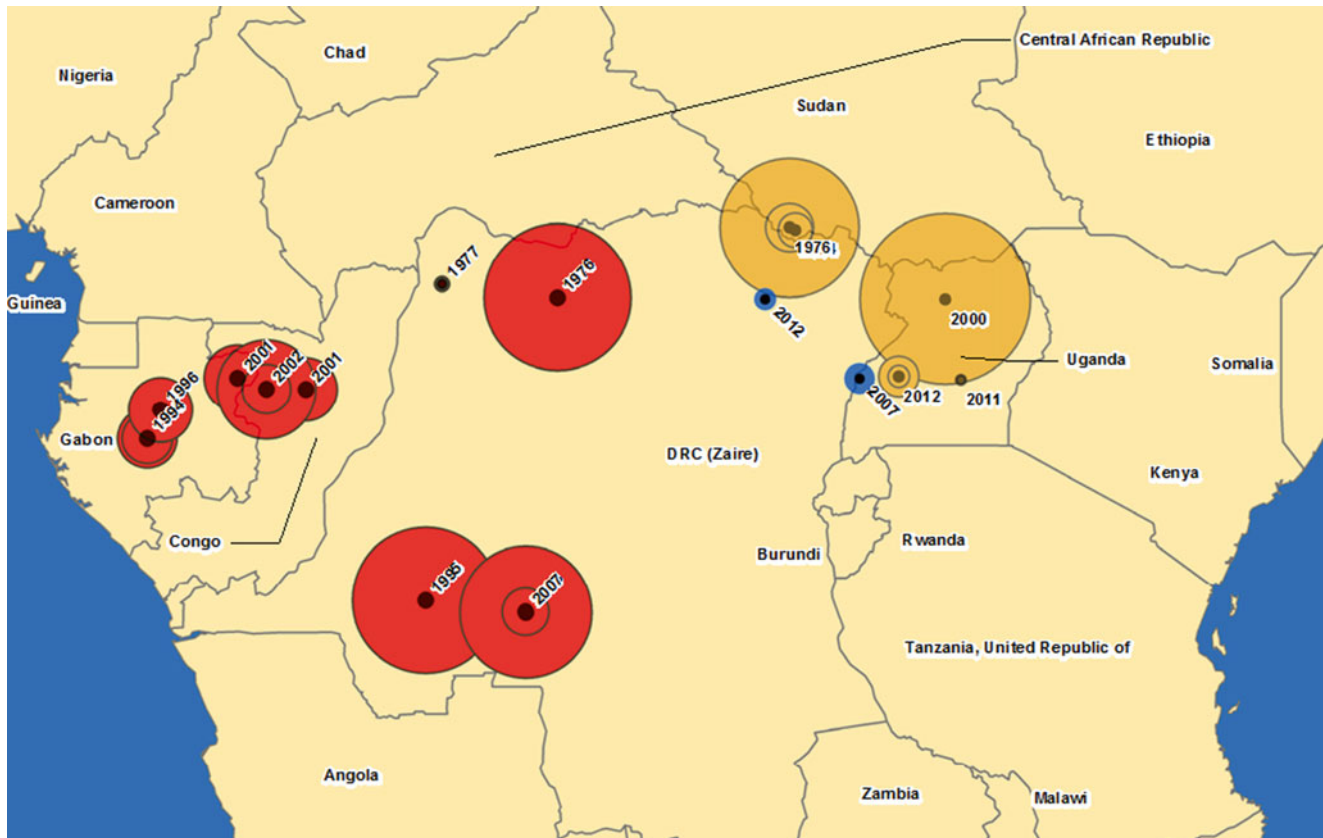 Central African Republic
Chad
Nigeria
Sudan
Ethiopia
Cameroon
1977
1976
1976
Guinea
2012
2000
2001
2002
2001
Uganda
Somalia
1996
2007
2012
2011
1994
Gabon
DRC (Zaire)
Kenya
Congo
Burundi
Rwanda
1995
2007
Tanzania, United Republic of
Angola
Zambia
Malawi